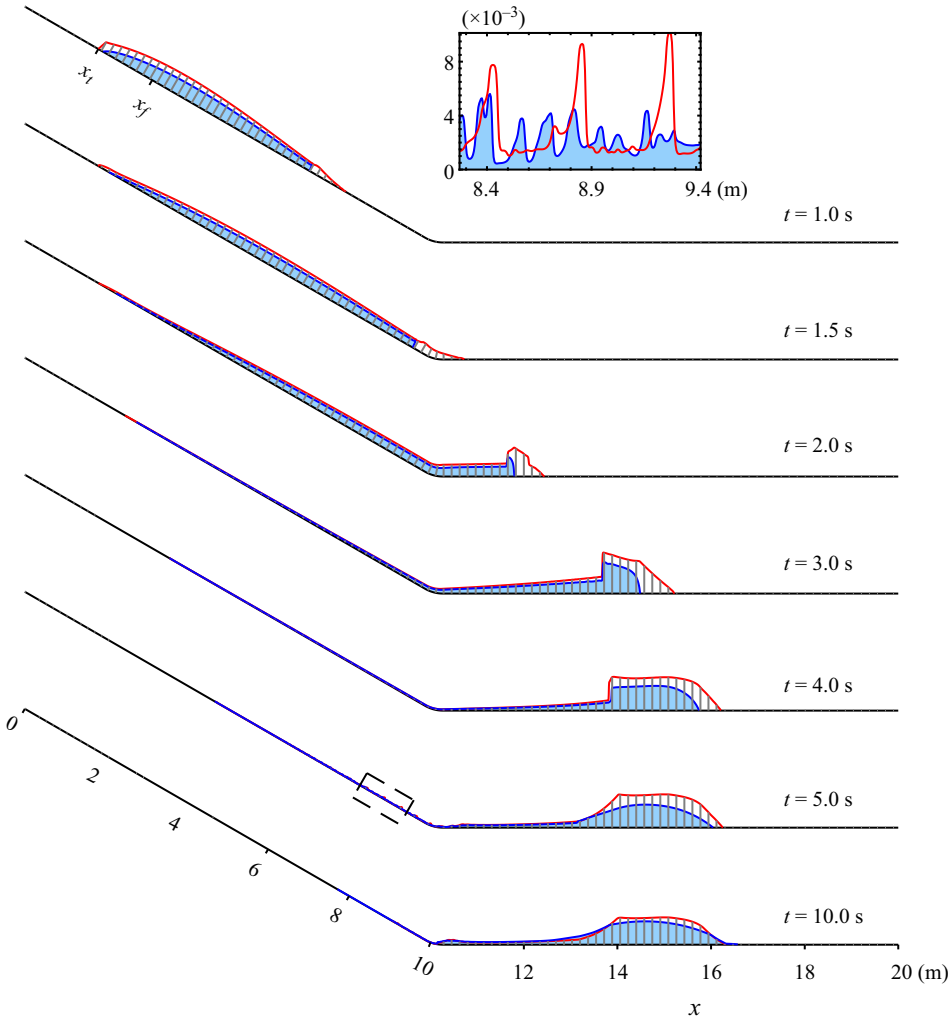 (×10⁻³)
8
4
0
8.4
8.9
9.4 (m)
xₜ
x_f
t = 1.0 s
t = 1.5 s
t = 2.0 s
t = 3.0 s
t = 4.0 s
t = 5.0 s
t = 10.0 s
0
2
4
6
8
10
12
14
16
18
20 (m)
x